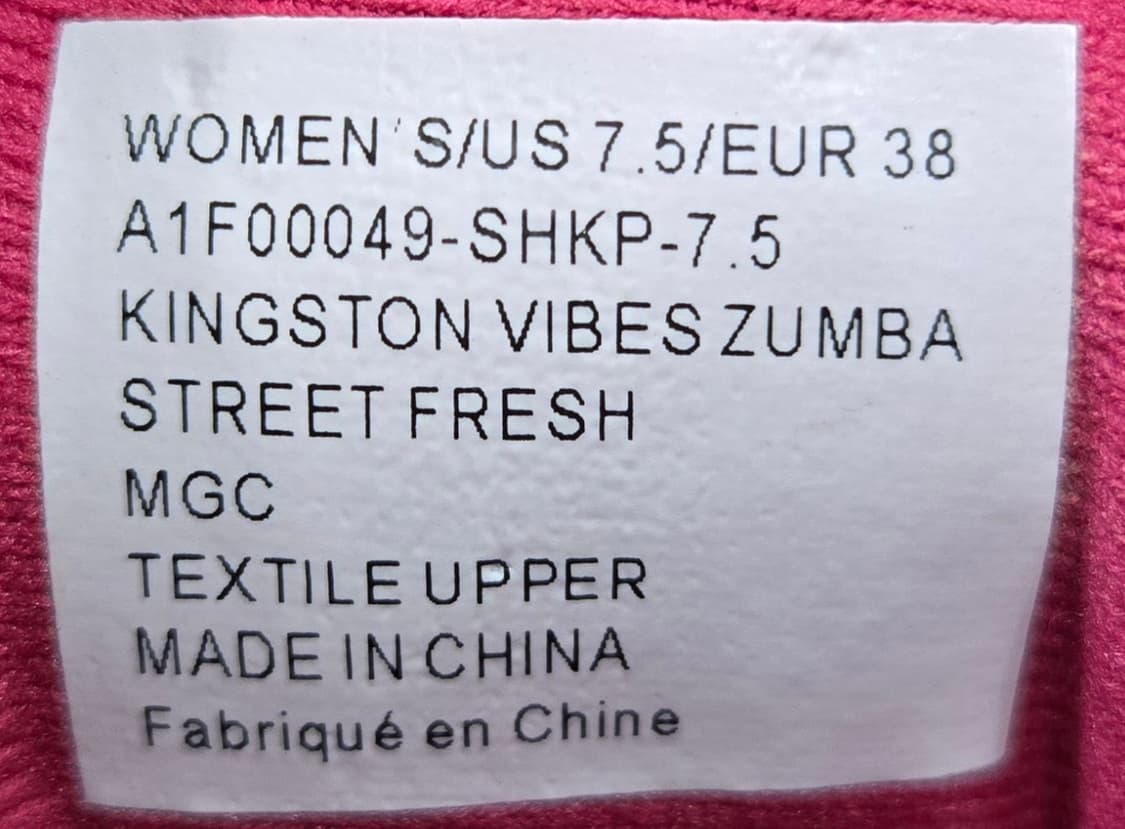 WOMEN'S/US 7.5/EUR 38
A1F00049-SHKP-7.5
KINGSTON VIBES ZUMBA
STREET FRESH
MGC
TEXTILE UPPER
MADE IN CHINA
Fabriqué en Chine